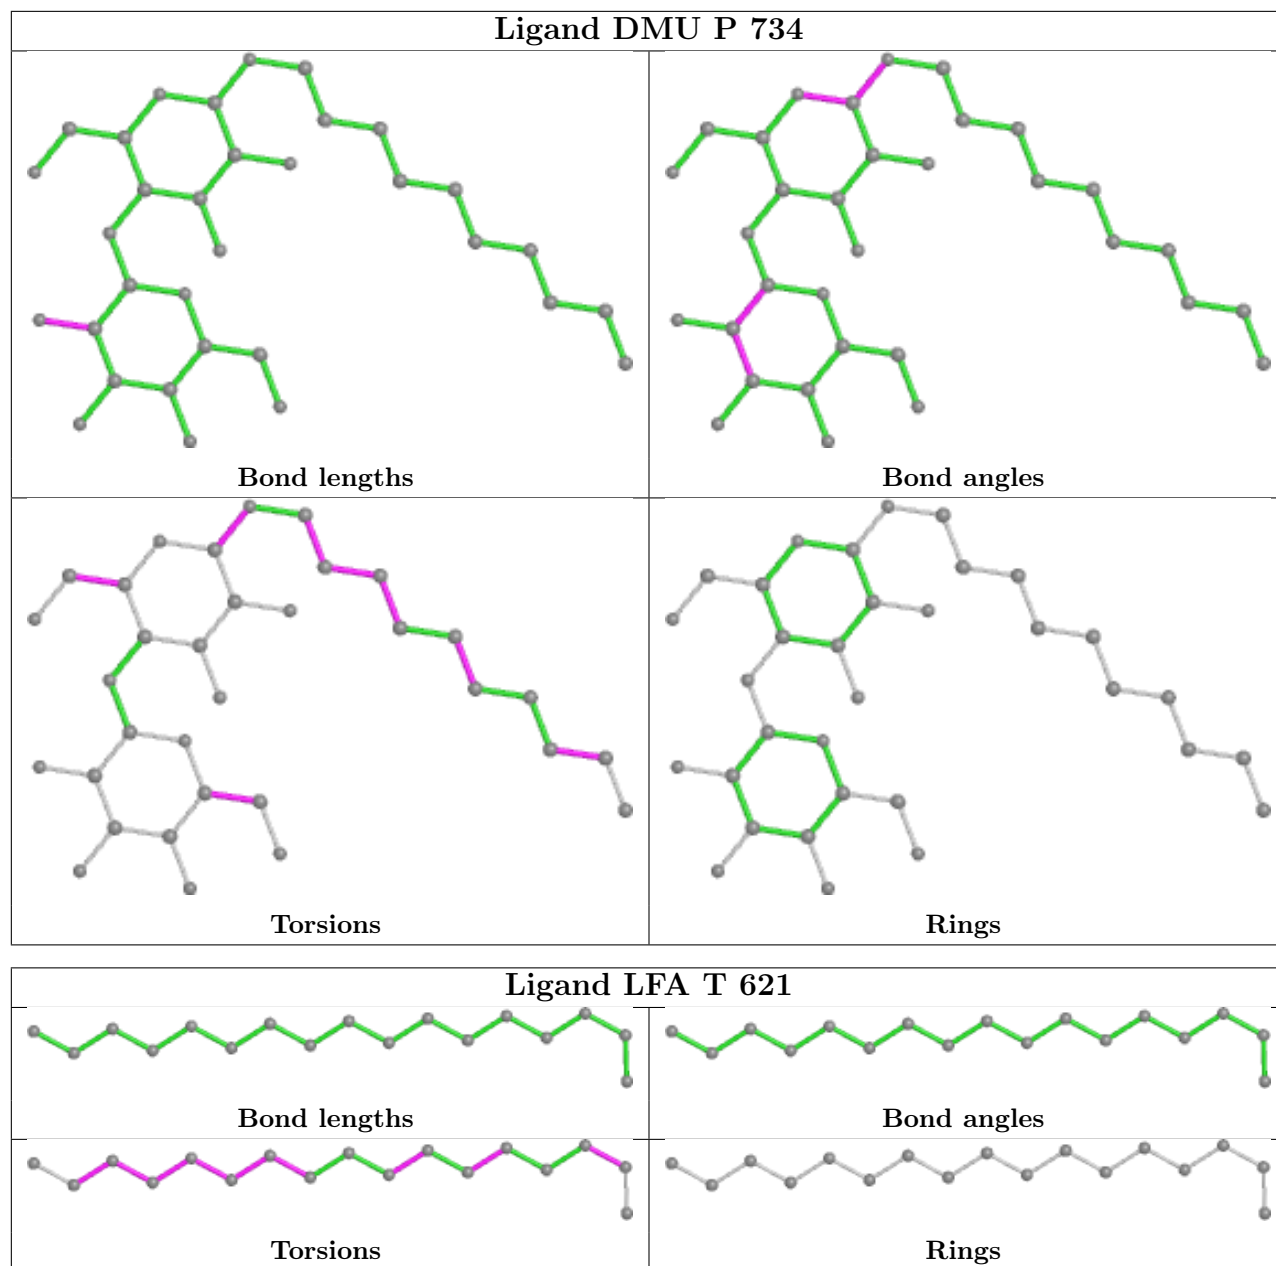 Ligand DMU P 734
Bond lengths
Bond angles
Torsions
Rings
Ligand LFA T 621
Bond lengths
Bond angles
Torsions
Rings